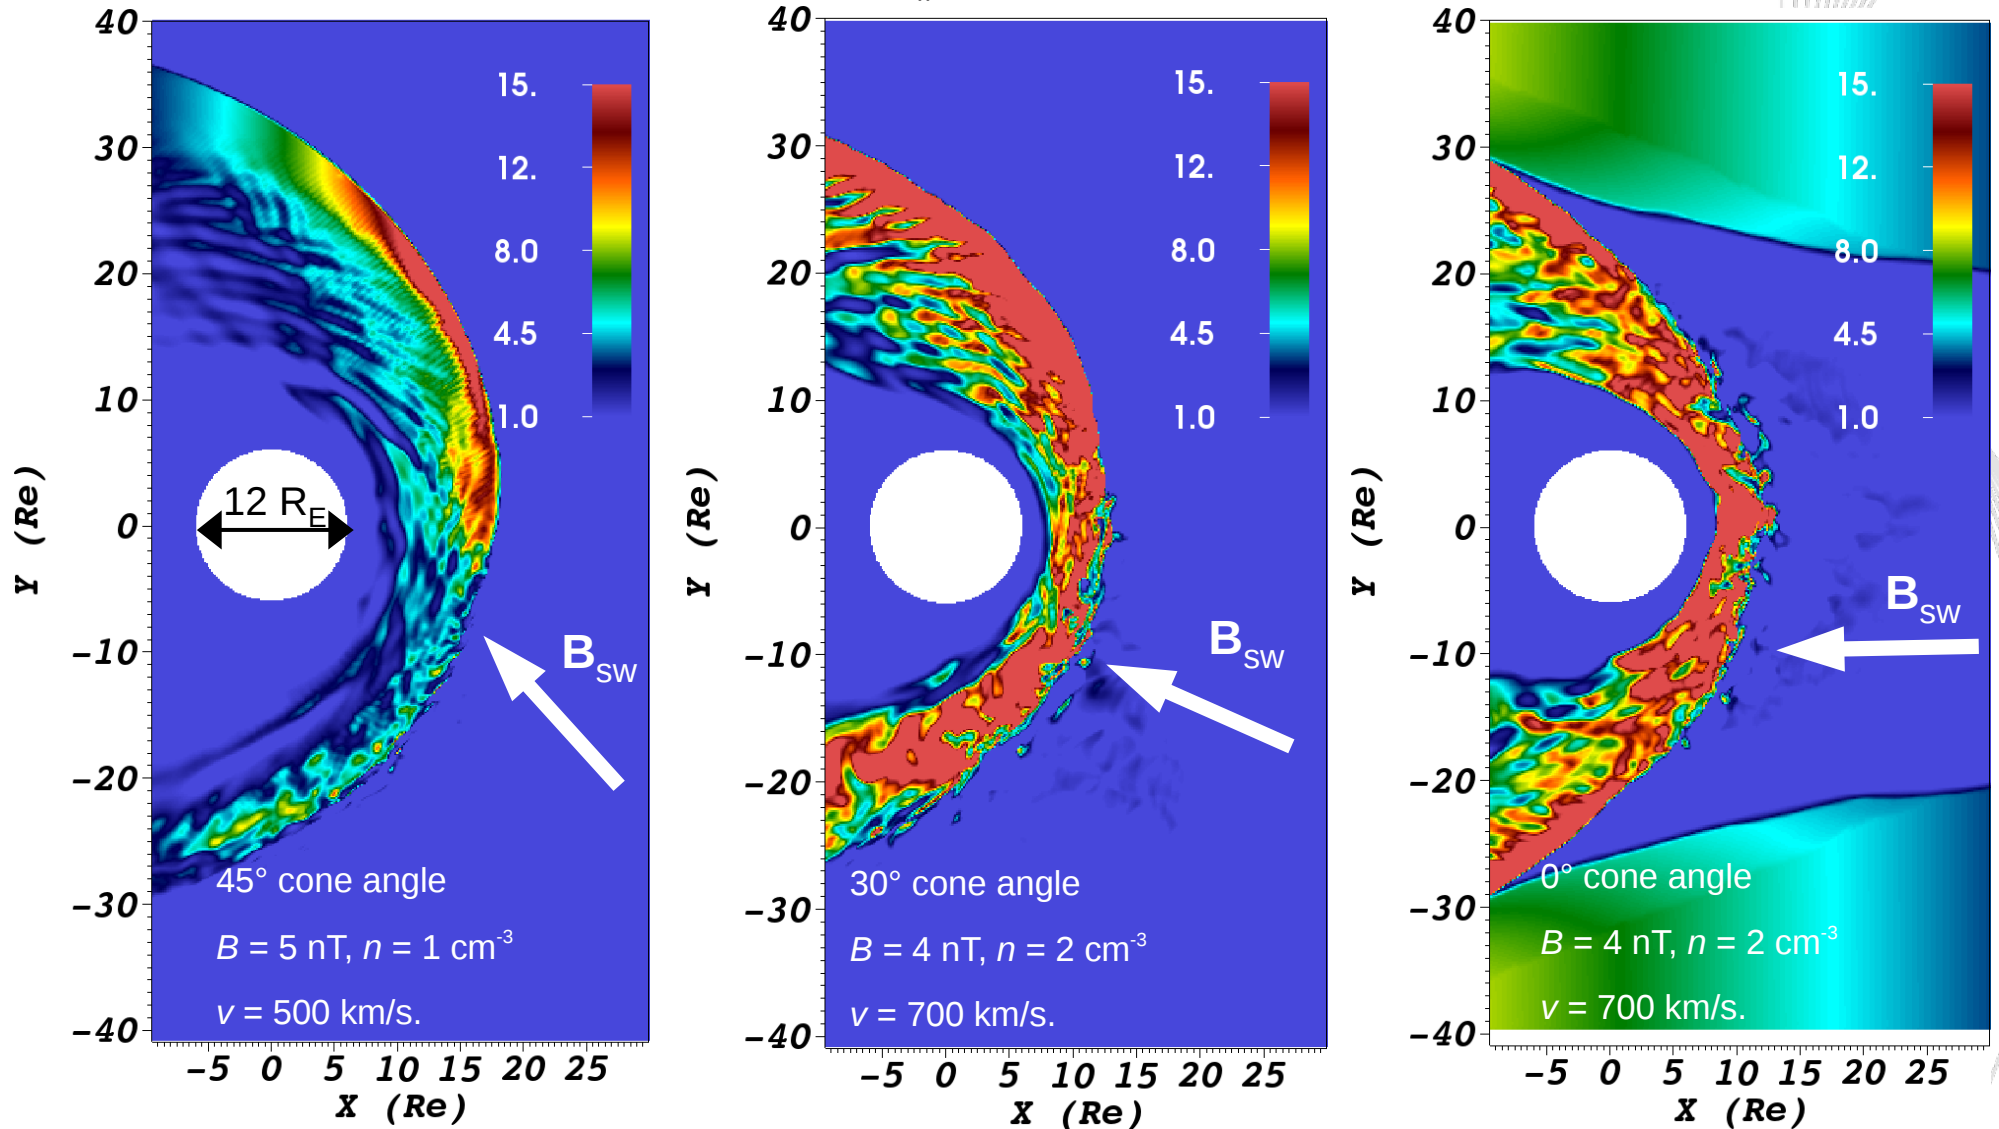 40
30
20
10
0
−10
−20
−30
−40
Y (Re)
−5 0 5 10 15 20 25
X (Re)
15.
12.
8.0
4.5
1.0
12 RE
BSW
45° cone angle
B = 5 nT, n = 1 cm-3
v = 500 km/s.
40
30
20
10
0
−10
−20
−30
−40
Y (Re)
−5 0 5 10 15 20 25
X (Re)
15.
12.
8.0
4.5
1.0
BSW
30° cone angle
B = 4 nT, n = 2 cm-3
v = 700 km/s.
40
30
20
10
0
−10
−20
−30
−40
Y (Re)
−5 0 5 10 15 20 25
X (Re)
15.
12.
8.0
4.5
1.0
BSW
0° cone angle
B = 4 nT, n = 2 cm-3
v = 700 km/s.